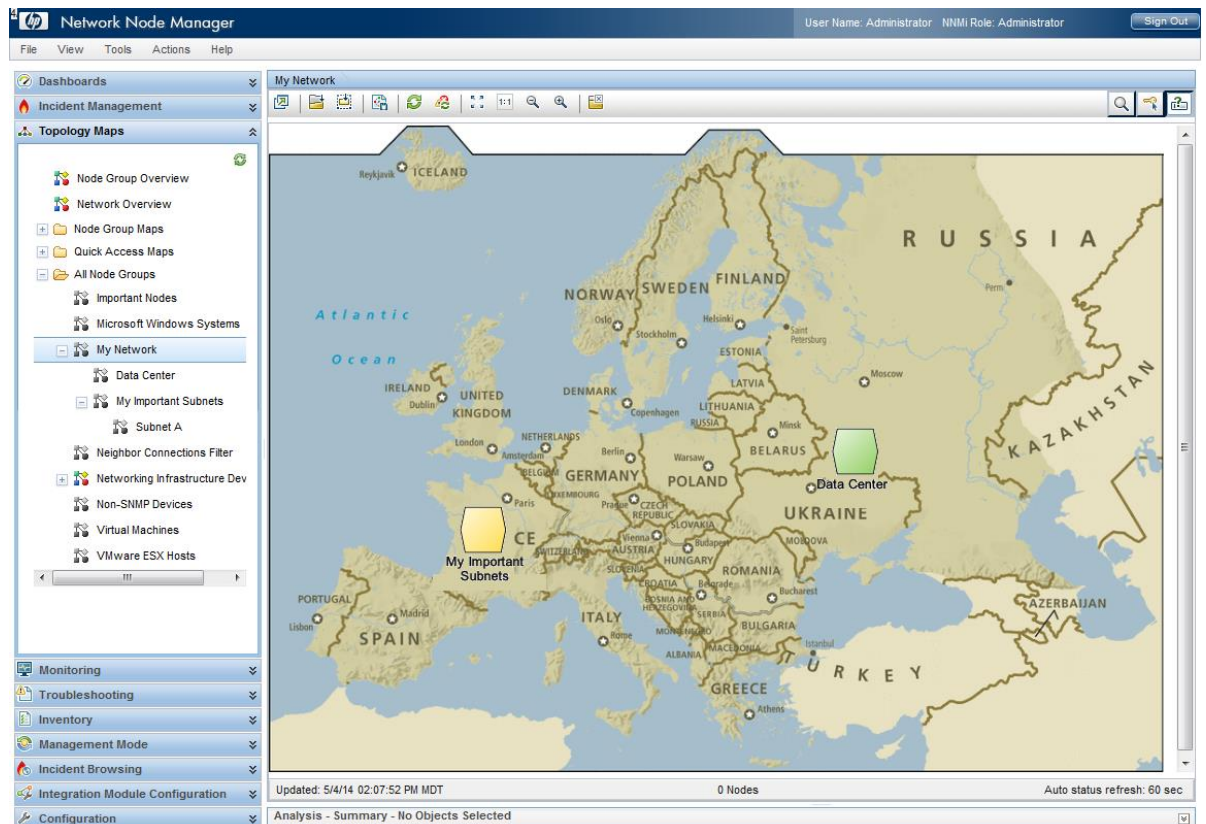 4
hp Network Node Manager
User Name: Administrator NNMi Role: Administrator
Sign Out
File View Tools Actions Help
Dashboards
Incident Management
Topology Maps
Node Group Overview
Network Overview
Node Group Maps
Quick Access Maps
All Node Groups
Important Nodes
Microsoft Windows Systems
My Network
Data Center
My Important Subnets
Subnet A
Neighbor Connections Filter
Networking Infrastructure Dev
Non-SNMP Devices
Virtual Machines
VMware ESX Hosts
Monitoring
Troubleshooting
Inventory
Management Mode
Incident Browsing
Integration Module Configuration
Configuration
My Network
1:1
Reykjavik ICELAND
RUSSIA
Perm
FINLAND
SWEDEN
NORWAY
Atlantic
Ocean
Oslo
Helsinki
Stockholm
Saint
Petersburg
ESTONIA
Moscow
LATVIA
IRELAND
Dublin
UNITED
KINGDOM
DENMARK
Copenhagen
LITHUANIA
RUSSIA
KAZAKHSTAN
Minsk
BELARUS
London
NETHERLANDS
Amsterdam
Berlin
Warsaw
BELGIUM
GERMANY
POLAND
Data Center
Paris
Prague
CZECH
REPUBLIC
UKRAINE
SLOVAKIA
CE
Vienna
AUSTRIA
Budapest
MOLDOVA
SWITZERLAND
HUNGARY
My Important
Subnets
SLOVENIA
ROMANIA
CROATIA
Belgrade
Bucharest
BOSNIA AND
HERZEGOVINA
SERBIA
PORTUGAL
Madrid
Lisbon
SPAIN
ITALY
Rome
BULGARIA
AZERBAIJAN
ALBANIA
MACEDONIA
Istanbul
URKEY
GREECE
Athens
Updated: 5/4/14 02:07:52 PM MDT
0 Nodes
Auto status refresh: 60 sec
Analysis - Summary - No Objects Selected